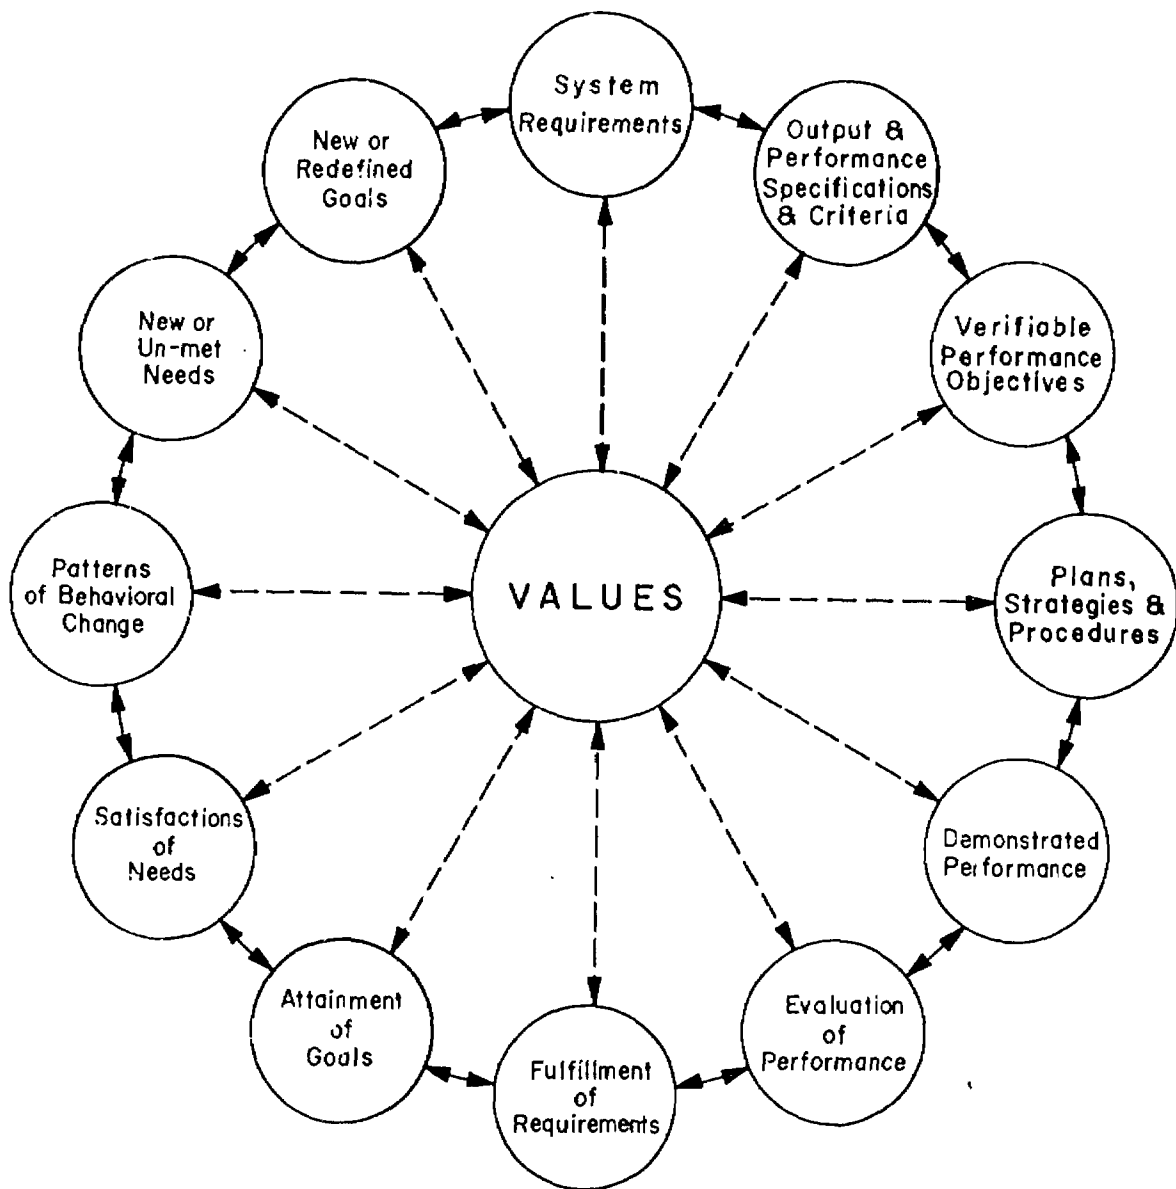 System
Requirements
Output &
Performance
Specifications
& Criteria
Verifiable
Performance
Objectives
Plans,
Strategies &
Procedures
Demonstrated
Performance
Evaluation
of
Performance
Fulfillment
of
Requirements
Attainment
of
Goals
Satisfactions
of
Needs
Patterns
of Behavioral
Change
New or
Un-met
Needs
New or
Redefined
Goals
VALUES